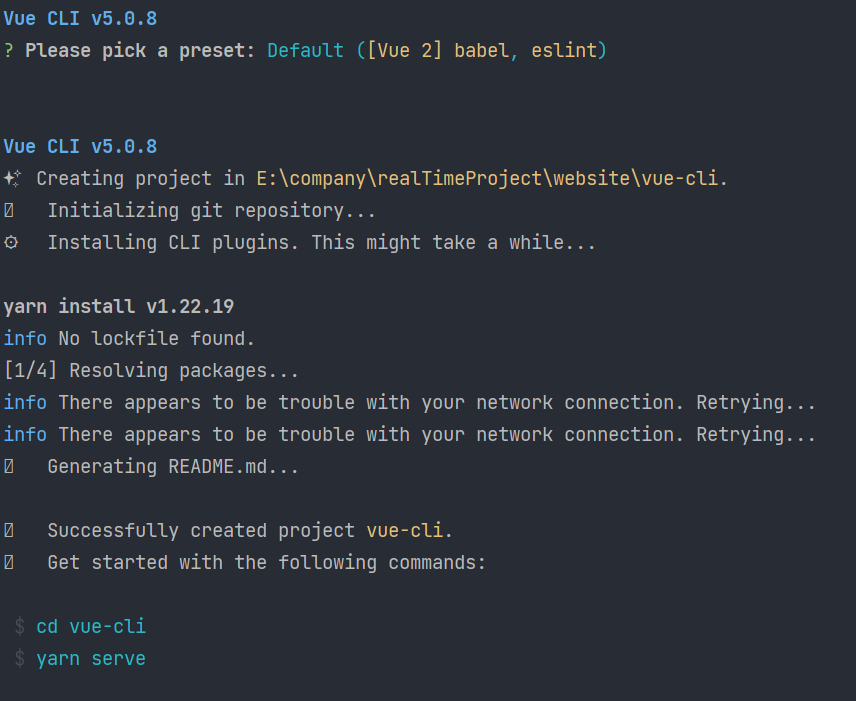 Vue CLI v5.0.8
? Please pick a preset: Default ([Vue 2] babel, eslint)
Vue CLI v5.0.8
✨ Creating project in E:\company\realTimeProject\website\vue-cli.
Initializing git repository...
⚙ Installing CLI plugins. This might take a while...
yarn install v1.22.19
info No lockfile found.
[1/4] Resolving packages...
info There appears to be trouble with your network connection. Retrying...
info There appears to be trouble with your network connection. Retrying...
Generating README.md...
Successfully created project vue-cli.
Get started with the following commands:
$ cd vue-cli
$ yarn serve